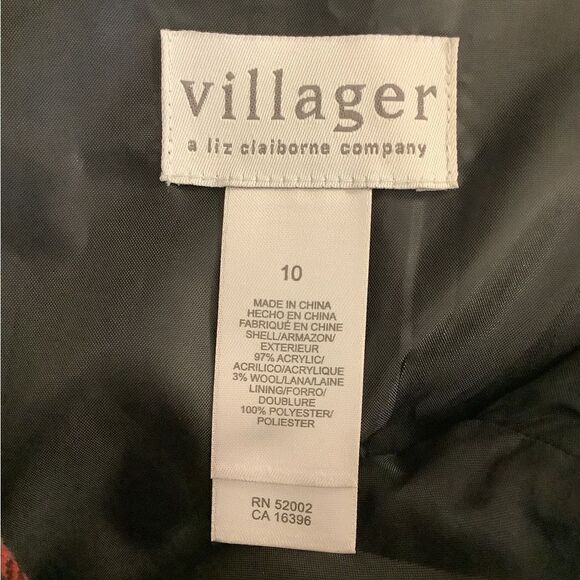 villager
a liz claiborne company
10
MADE IN CHINA
HECHO EN CHINA
FABRIQUÉ EN CHINE
SHELL/ARMAZON/
EXTERIEUR
97% ACRYLIC/
ACRILICO/ACRYLIQUE
3% WOOL/LANA/LAINE
LINING/FORRO/
DOUBLURE
100% POLYESTER/
POLIESTER
RN 52002
CA 16396